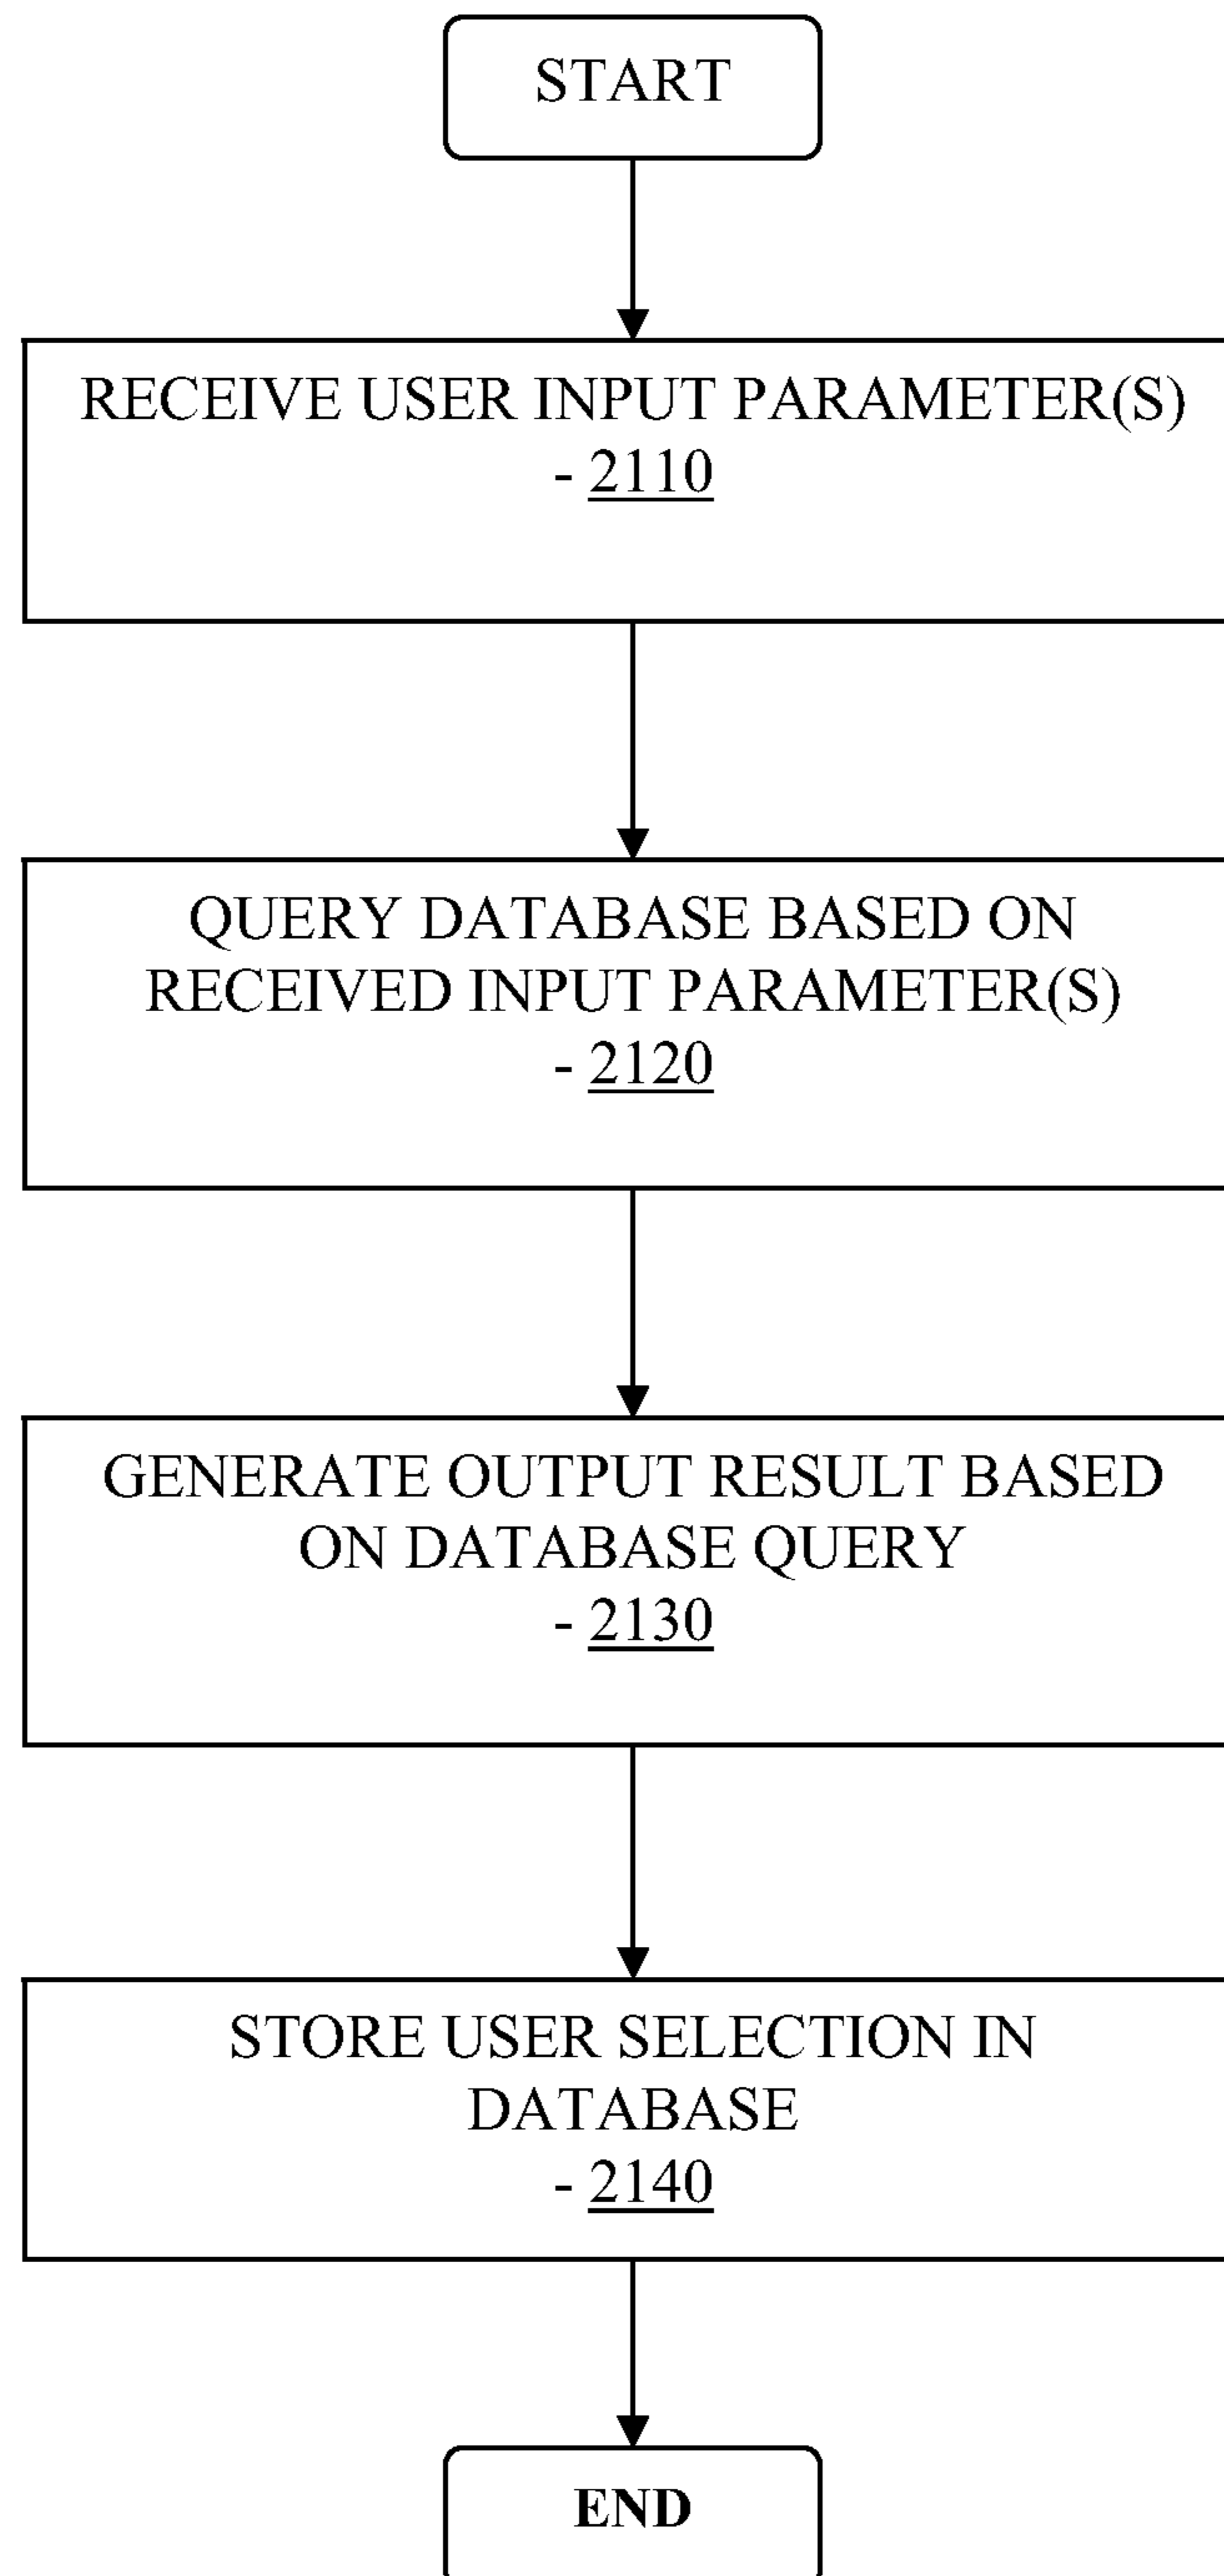 START
RECEIVE USER INPUT PARAMETER(S)
- 2110
QUERY DATABASE BASED ON
RECEIVED INPUT PARAMETER(S)
- 2120
GENERATE OUTPUT RESULT BASED
ON DATABASE QUERY
- 2130
STORE USER SELECTION IN
DATABASE
- 2140
END